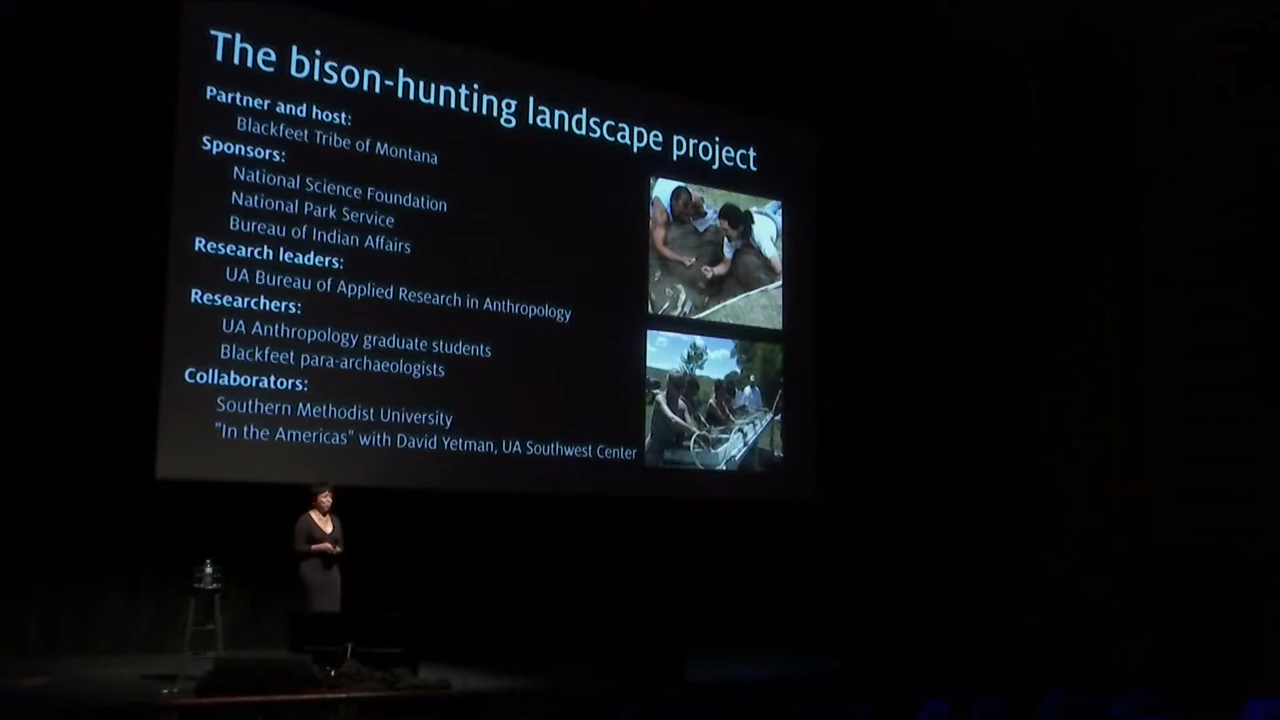 The bison-hunting landscape project
Partner and host:
Blackfeet Tribe of Montana
Sponsors:
National Science Foundation
National Park Service
Bureau of Indian Affairs
Research leaders:
UA Bureau of Applied Research in Anthropology
Researchers:
UA Anthropology graduate students
Blackfeet para-archaeologists
Collaborators:
Southern Methodist University
"In the Americas" with David Yetman, UA Southwest Center